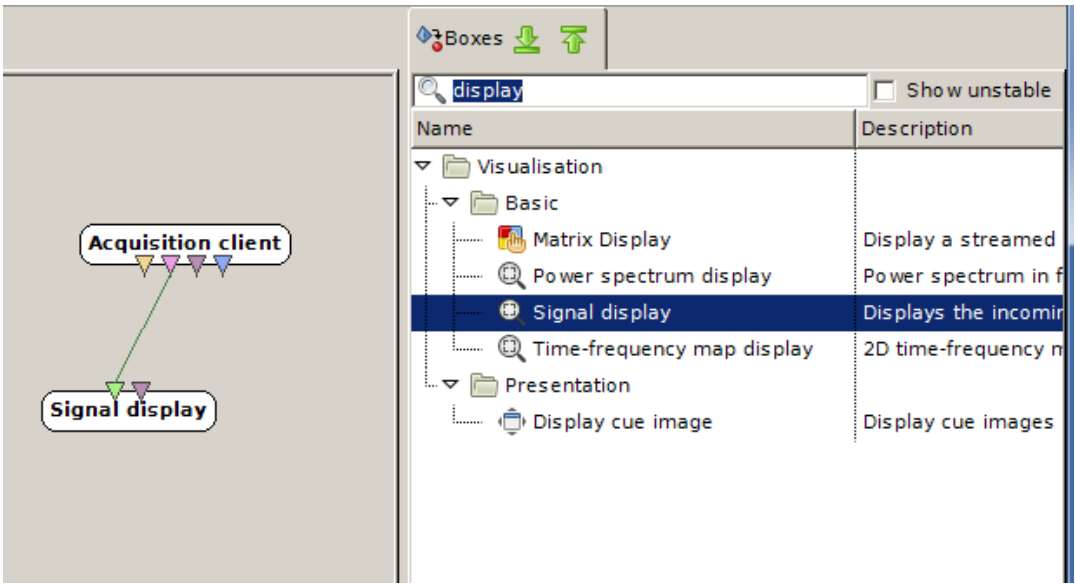 Boxes
display
Show unstable
Name Description
Visualisation
Basic
Matrix Display Display a streamed
Power spectrum display Power spectrum in f
Signal display Displays the incomin
Time-frequency map display 2D time-frequency m
Presentation
Display cue image Display cue images
Acquisition client
Signal display